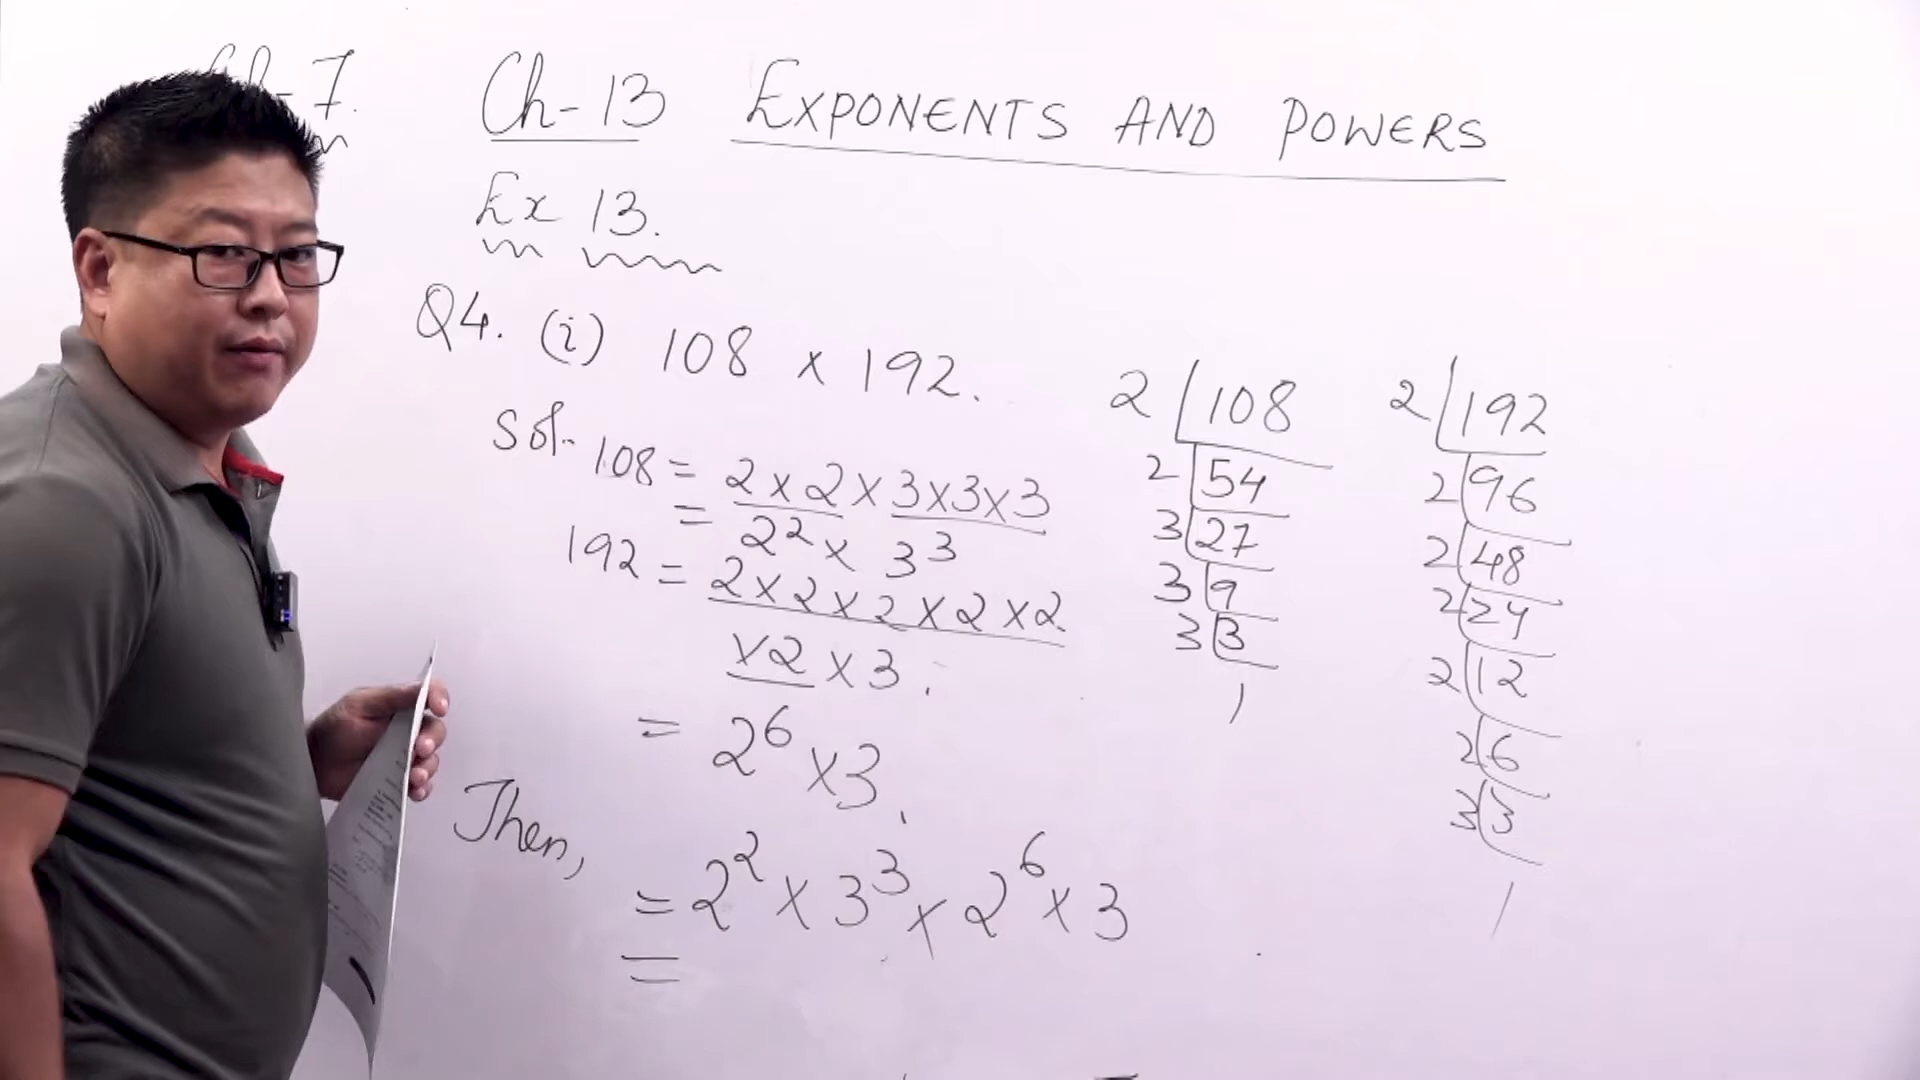 -7.
Ch-13 EXPONENTS AND POWERS
Ex 13.
Q4. (i) 108 × 192.
Sol- 108 = 2×2×3×3×3
= 2² × 3³
192 = 2×2×2×2×2
×2×3.
= 2⁶ ×3.
Then,
= 2² × 3³ × 2⁶ × 3
=
2 108
2 54
3 27
3 9
3 3
1
2 192
2 96
2 48
2 24
2 12
2 6
3 3
1